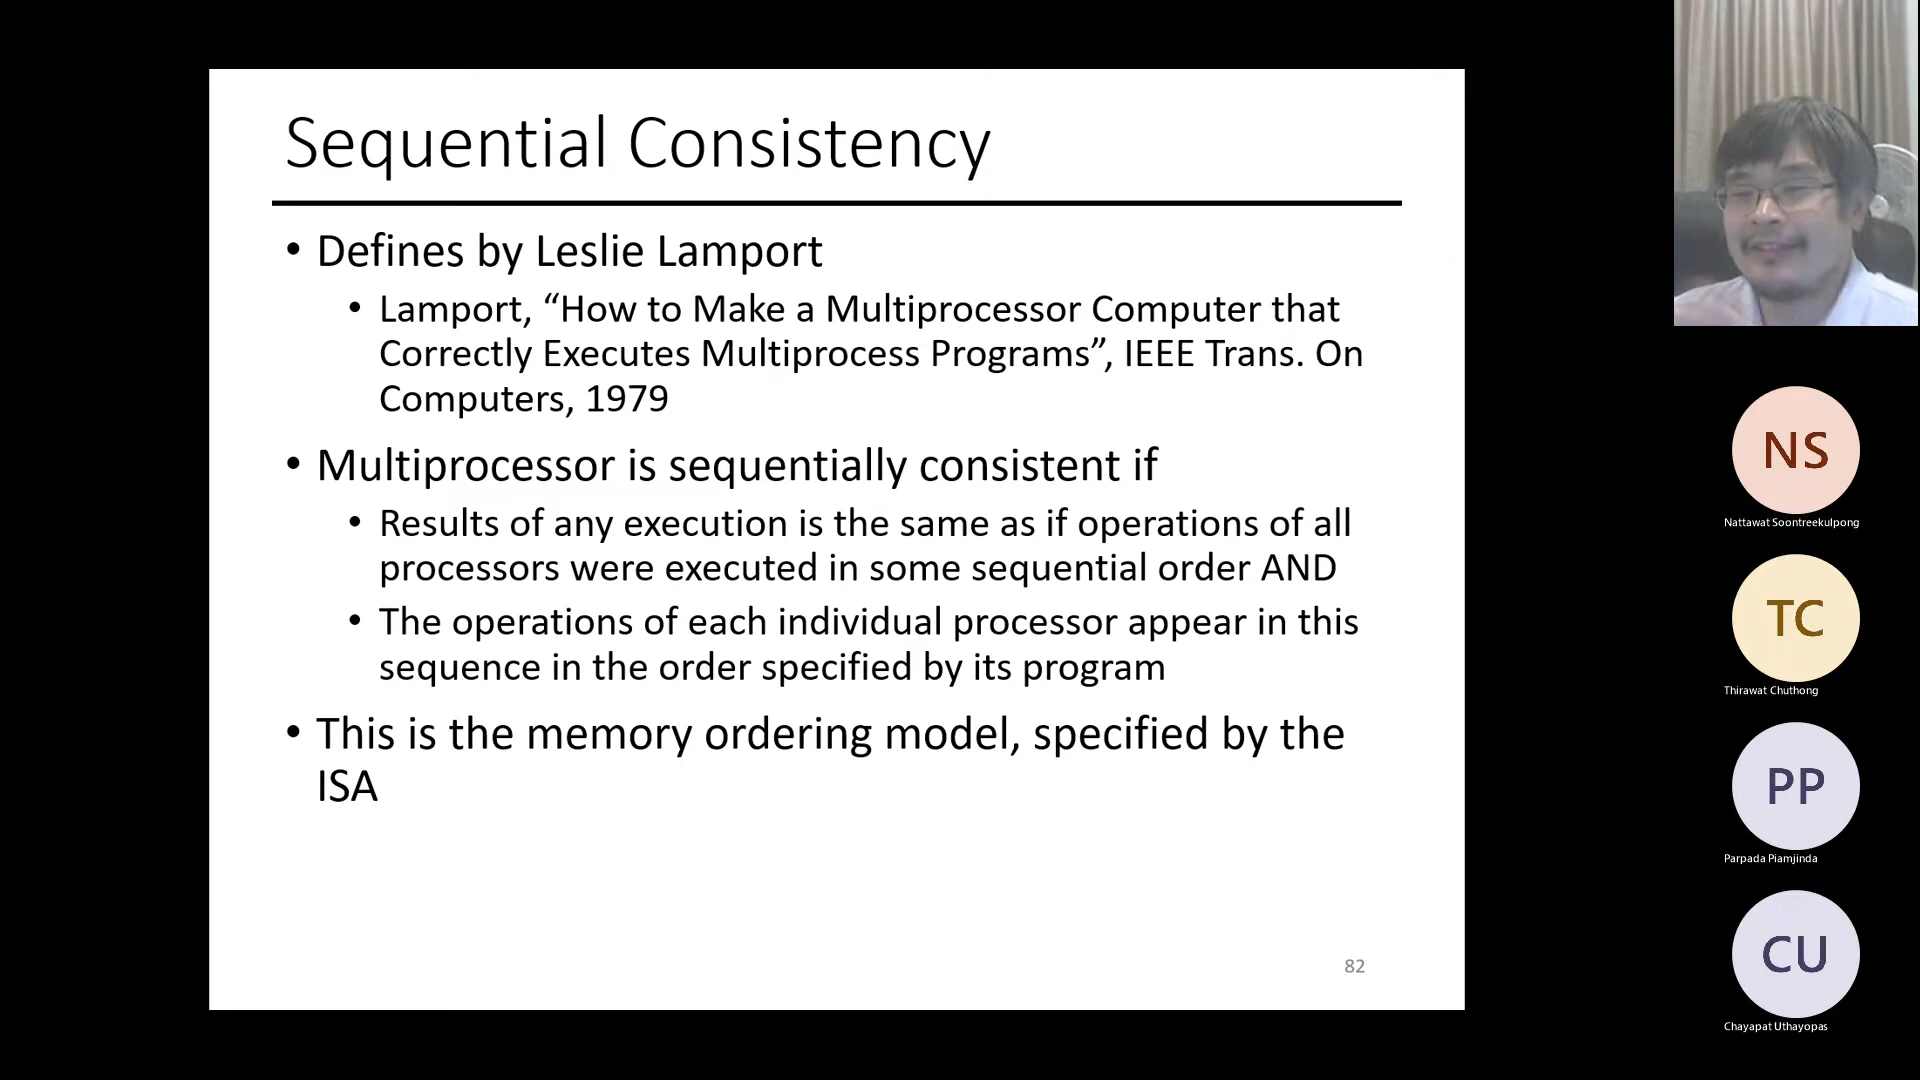 Sequential Consistency
• Defines by Leslie Lamport
• Lamport, “How to Make a Multiprocessor Computer that
Correctly Executes Multiprocess Programs”, IEEE Trans. On
Computers, 1979
• Multiprocessor is sequentially consistent if
• Results of any execution is the same as if operations of all
processors were executed in some sequential order AND
• The operations of each individual processor appear in this
sequence in the order specified by its program
• This is the memory ordering model, specified by the
ISA
82
NS
Nattawat Soontreekulpong
TC
Thirawat Chuthong
PP
Parpada Piamjinda
CU
Chayapat Uthayopas